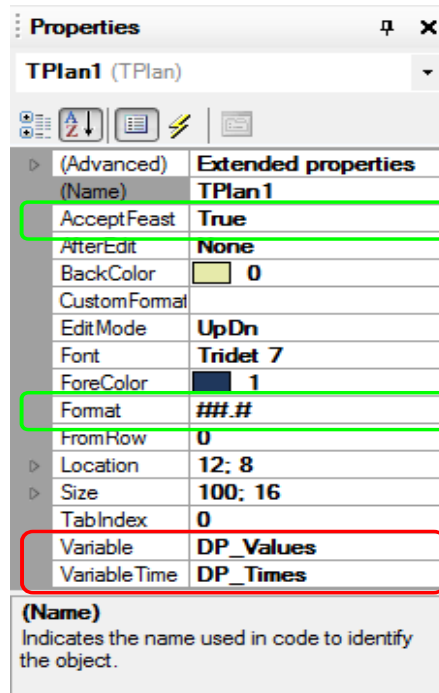 Properties
TPlan1 (TPlan)
(Advanced) Extended properties
(Name) TPlan1
AcceptFeast True
AfterEdit None
BackColor 0
CustomFormat
EditMode UpDn
Font Tridet 7
ForeColor 1
Format ##.#
FromRow 0
Location 12; 8
Size 100; 16
TabIndex 0
Variable DP_Values
VariableTime DP_Times
(Name)
Indicates the name used in code to identify
the object.